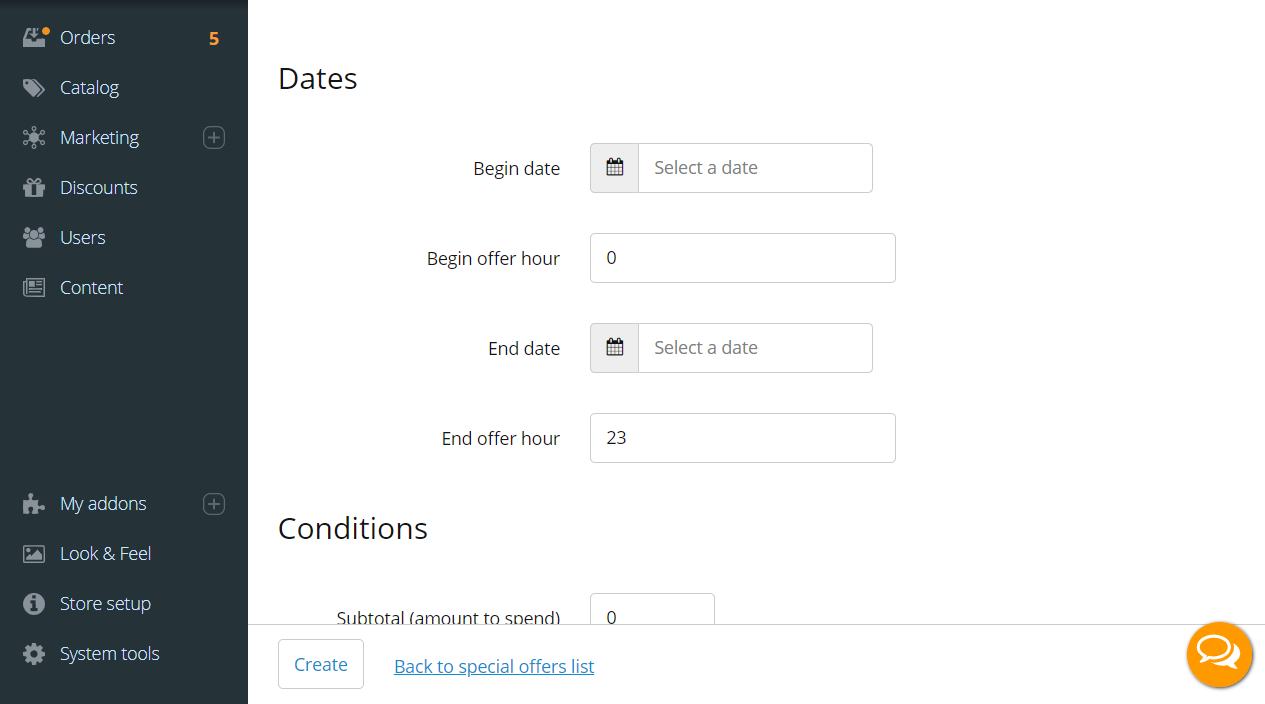 Orders 5
Catalog
Marketing
Discounts
Users
Content
My addons
Look & Feel
Store setup
System tools
Dates
Begin date Select a date
Begin offer hour 0
End date Select a date
End offer hour 23
Conditions
Subtotal (amount to spend) 0
Create Back to special offers list